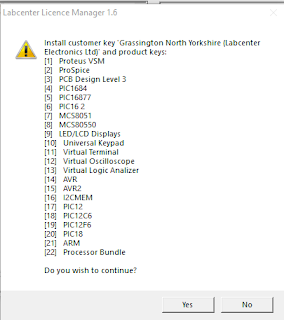 Labcenter Licence Manager 1.6
Install customer key 'Grassington North Yorkshire (Labcenter
Electronics Ltd)' and product keys:
[1] Proteus VSM
[2] ProSpice
[3] PCB Design Level 3
[4] PIC1684
[5] PIC16877
[6] PIC16 2
[7] MCS8051
[8] MCS80550
[9] LED/LCD Displays
[10] Universal Keypad
[11] Virtual Terminal
[12] Virtual Oscilloscope
[13] Virtual Logic Analizer
[14] AVR
[15] AVR2
[16] I2CMEM
[17] PIC12
[18] PIC12C6
[19] PIC12F6
[20] PIC18
[21] ARM
[22] Processor Bundle
Do you wish to continue?
Yes No